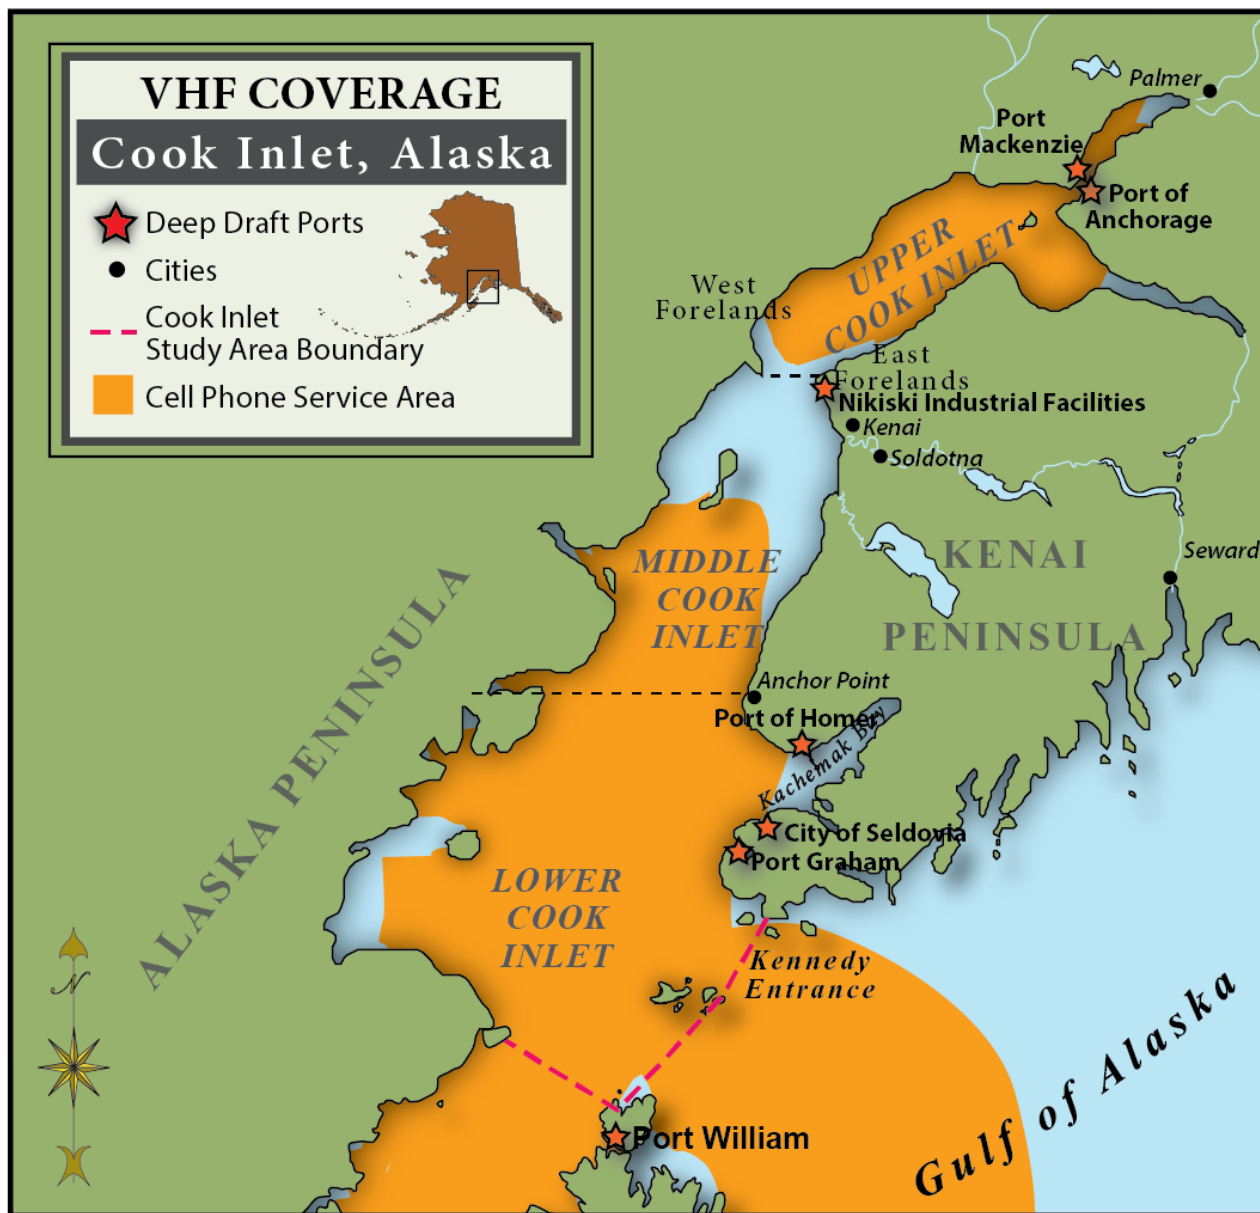 VHF COVERAGE
Cook Inlet, Alaska
Deep Draft Ports
Cities
Cook Inlet
Study Area Boundary
Cell Phone Service Area
Palmer
Port
Mackenzie
Port of
Anchorage
UPPER
COOK INLET
West
Forelands
East
Forelands
Nikiski Industrial Facilities
Kenai
Soldotna
MIDDLE
COOK
INLET
KENAI
PENINSULA
Seward
ALASKA PENINSULA
Anchor Point
Port of Homer
Kachemak Bay
City of Seldovia
Port Graham
LOWER
COOK
INLET
Kennedy
Entrance
N
Gulf of Alaska
Port William